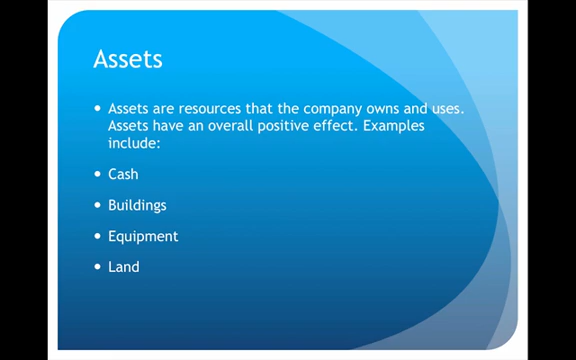 Assets
• Assets are resources that the company owns and uses.
Assets have an overall positive effect. Examples
include:
• Cash
• Buildings
• Equipment
• Land